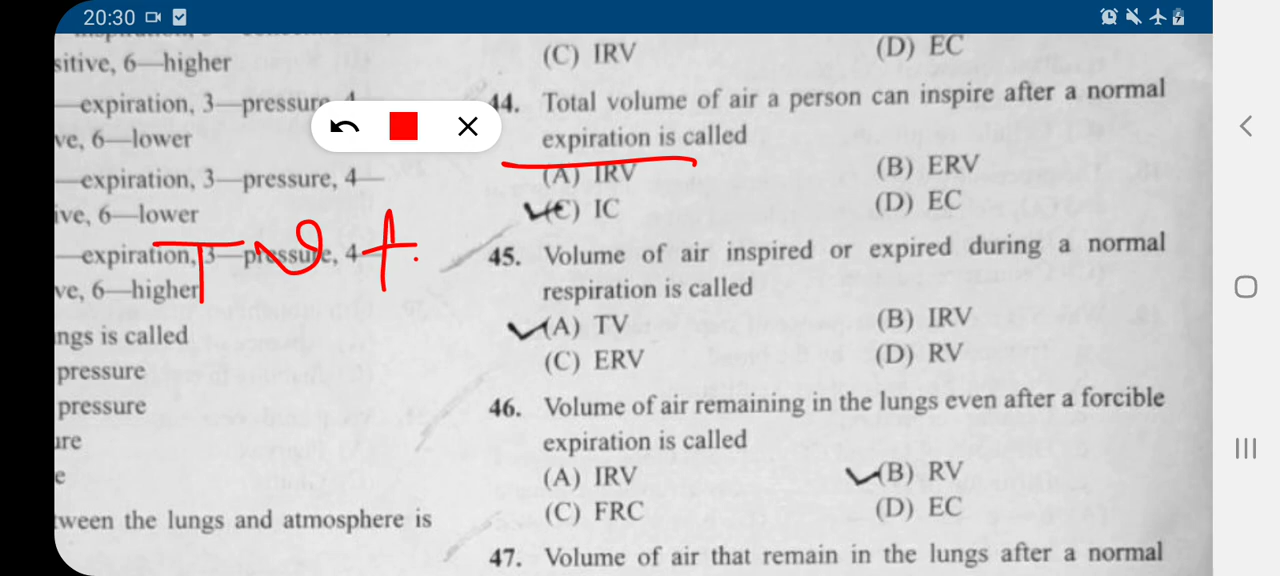 20:30
sitive, 6—higher
expiration, 3—pressure, 4
ve, 6—lower
expiration, 3—pressure, 4—
ive, 6—lower
expiration, 3—pressure, 4—
ve, 6—higher
ngs is called
pressure
pressure
ure
e
tween the lungs and atmosphere is
T V +
(C) IRV (D) EC
44. Total volume of air a person can inspire after a normal
expiration is called
(A) IRV (B) ERV
(C) IC (D) EC
45. Volume of air inspired or expired during a normal
respiration is called
(A) TV (B) IRV
(C) ERV (D) RV
46. Volume of air remaining in the lungs even after a forcible
expiration is called
(A) IRV (B) RV
(C) FRC (D) EC
47. Volume of air that remain in the lungs after a normal